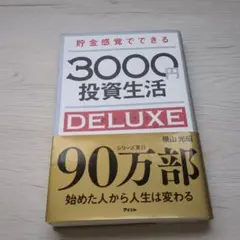 貯金感覚でできる
3000円
投資生活
DELUXE
横山光昭
シリーズ累計
90万部
始めた人から人生は変わる
アスコム